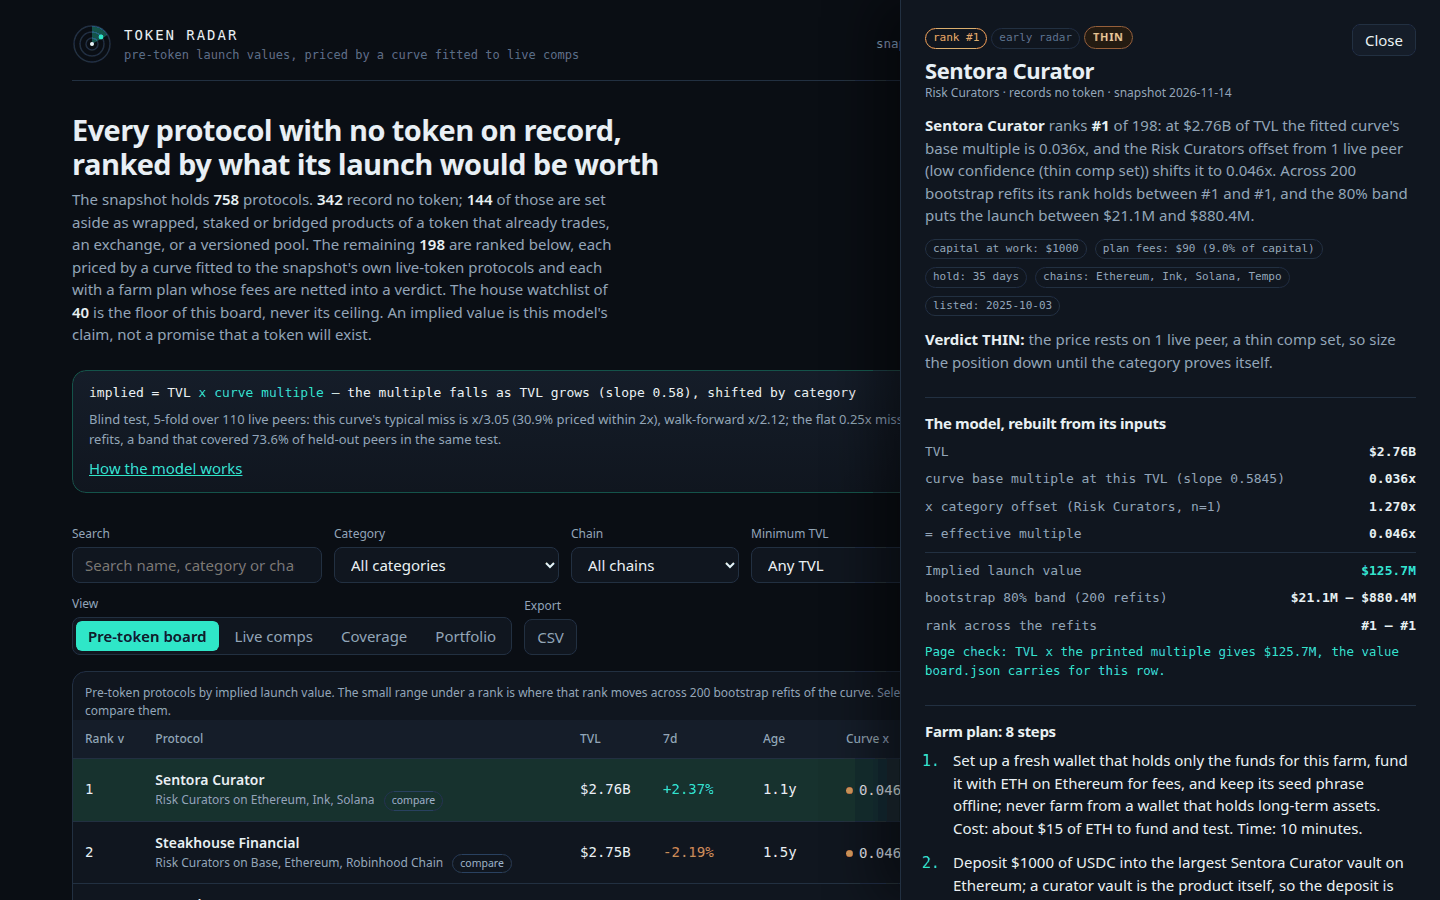 TOKEN RADAR
pre-token launch values, priced by a curve fitted to live comps
Every protocol with no token on record,
ranked by what its launch would be worth
The snapshot holds 758 protocols. 342 record no token; 144 of those are set
aside as wrapped, staked or bridged products of a token that already trades,
an exchange, or a versioned pool. The remaining 198 are ranked below, each
priced by a curve fitted to the snapshot's own live-token protocols and each
with a farm plan whose fees are netted into a verdict. The house watchlist of
40 is the floor of this board, never its ceiling. An implied value is this model's
claim, not a promise that a token will exist.
implied = TVL x curve multiple — the multiple falls as TVL grows (slope 0.58), shifted by category
Blind test, 5-fold over 110 live peers: this curve's typical miss is x/3.05 (30.9% priced within 2x), walk-forward x/2.12; the flat 0.25x miss
refits, a band that covered 73.6% of held-out peers in the same test.
How the model works
Search
Category
Chain
Minimum TVL
Search name, category or cha
All categories
All chains
Any TVL
View
Export
Pre-token board
Live comps
Coverage
Portfolio
CSV
Pre-token protocols by implied launch value. The small range under a rank is where that rank moves across 200 bootstrap refits of the curve.
compare them.
Rank v
Protocol
TVL
7d
Age
Curve x
1
Sentora Curator
Risk Curators on Ethereum, Ink, Solana
compare
$2.76B
+2.37%
1.1y
0.046
2
Steakhouse Financial
Risk Curators on Base, Ethereum, Robinhood Chain
compare
$2.75B
-2.19%
1.5y
0.046
rank #1
early radar
THIN
Close
Sentora Curator
Risk Curators · records no token · snapshot 2026-11-14
Sentora Curator ranks #1 of 198: at $2.76B of TVL the fitted curve's
base multiple is 0.036x, and the Risk Curators offset from 1 live peer
(low confidence (thin comp set)) shifts it to 0.046x. Across 200
bootstrap refits its rank holds between #1 and #1, and the 80% band
puts the launch between $21.1M and $880.4M.
capital at work: $1000
plan fees: $90 (9.0% of capital)
hold: 35 days
chains: Ethereum, Ink, Solana, Tempo
listed: 2025-10-03
Verdict THIN: the price rests on 1 live peer, a thin comp set, so size
the position down until the category proves itself.
The model, rebuilt from its inputs
TVL $2.76B
curve base multiple at this TVL (slope 0.5845) 0.036x
x category offset (Risk Curators, n=1) 1.270x
= effective multiple 0.046x
Implied launch value $125.7M
bootstrap 80% band (200 refits) $21.1M — $880.4M
rank across the refits #1 — #1
Page check: TVL x the printed multiple gives $125.7M, the value
board.json carries for this row.
Farm plan: 8 steps
1. Set up a fresh wallet that holds only the funds for this farm, fund
it with ETH on Ethereum for fees, and keep its seed phrase
offline; never farm from a wallet that holds long-term assets.
Cost: about $15 of ETH to fund and test. Time: 10 minutes.
2. Deposit $1000 of USDC into the largest Sentora Curator vault on
Ethereum; a curator vault is the product itself, so the deposit is